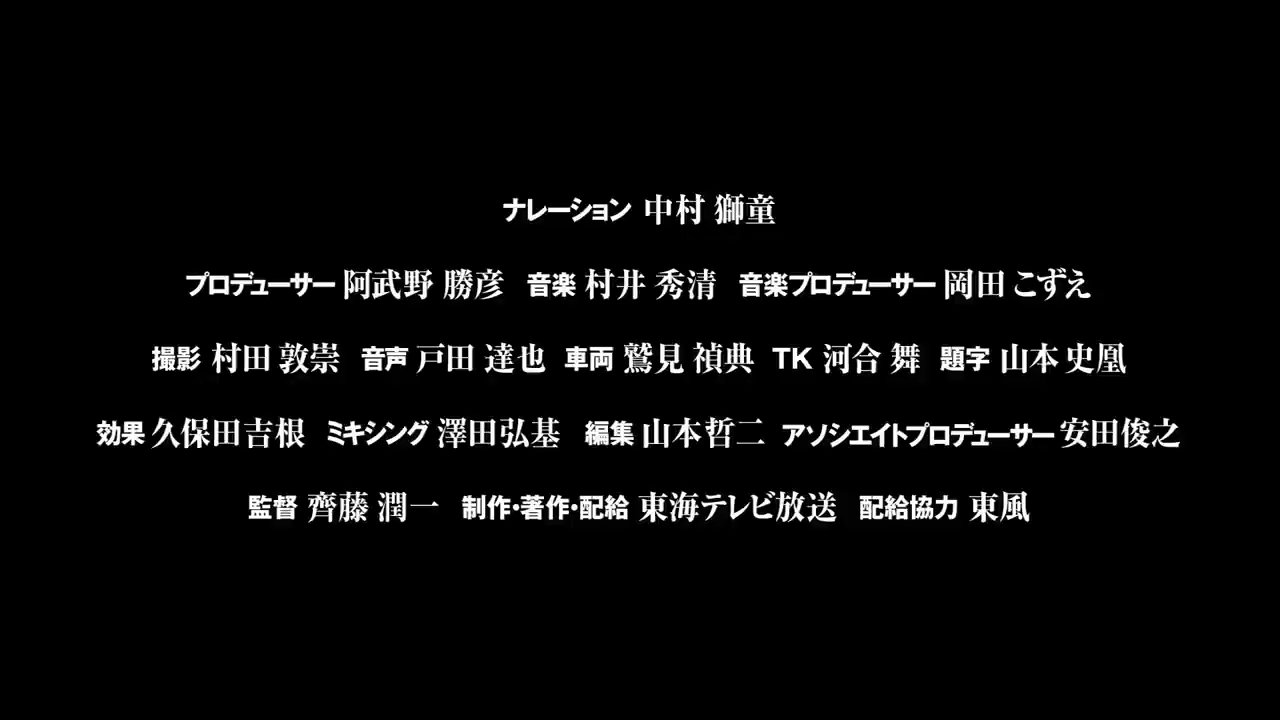 ナレーション 中村 獅童
プロデューサー 阿武野 勝彦 音楽 村井 秀清 音楽プロデューサー 岡田 こずえ
撮影 村田 敦崇 音声 戸田 達也 車両 鷲見 禎典 TK 河合 舞 題字 山本 史凰
効果 久保田吉根 ミキシング 澤田弘基 編集 山本哲二 アソシエイトプロデューサー 安田俊之
監督 齊藤 潤一 制作・著作・配給 東海テレビ放送 配給協力 東風